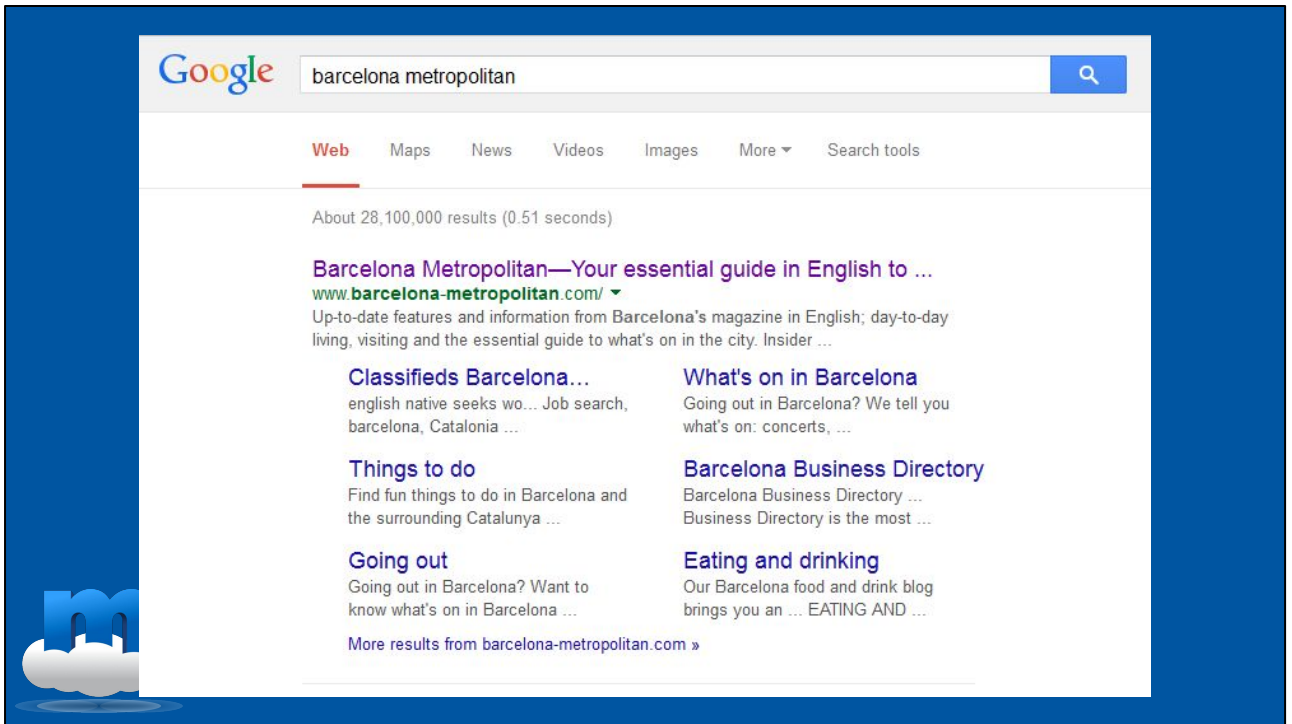 Google
barcelona metropolitan
Web Maps News Videos Images More Search tools
About 28,100,000 results (0.51 seconds)
Barcelona Metropolitan—Your essential guide in English to ...
www.barcelona-metropolitan.com/
Up-to-date features and information from Barcelona's magazine in English; day-to-day
living, visiting and the essential guide to what's on in the city. Insider ...
Classifieds Barcelona...
english native seeks wo... Job search,
barcelona, Catalonia ...
What's on in Barcelona
Going out in Barcelona? We tell you
what's on: concerts, ...
Things to do
Find fun things to do in Barcelona and
the surrounding Catalunya ...
Barcelona Business Directory
Barcelona Business Directory ...
Business Directory is the most ...
Going out
Going out in Barcelona? Want to
know what's on in Barcelona ...
Eating and drinking
Our Barcelona food and drink blog
brings you an ... EATING AND ...
More results from barcelona-metropolitan.com »
m